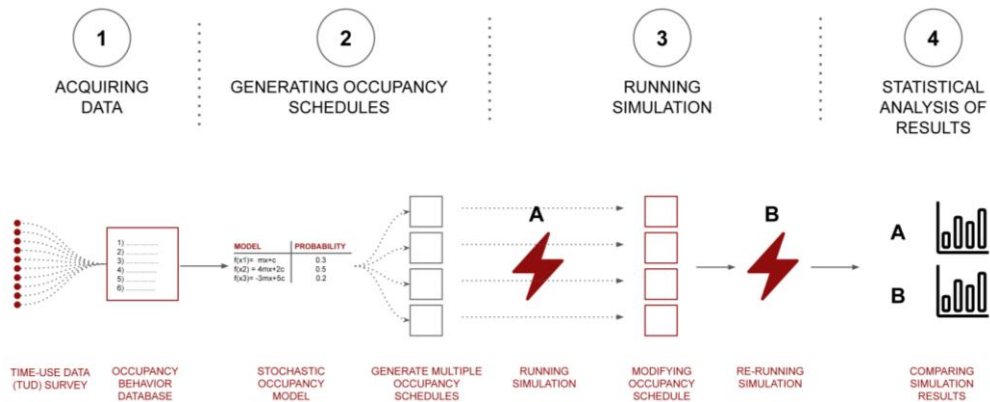 1
2
3
4
ACQUIRING
DATA
GENERATING OCCUPANCY
SCHEDULES
RUNNING
SIMULATION
STATISTICAL
ANALYSIS OF
RESULTS
1)
2)
3)
4)
5)
6)
MODEL PROBABILITY
f(x1)= mx+c 0.3
f(x2) = 4mx+2c 0.5
f(x3)= -3mx+5c 0.2
A
B
A
B
TIME-USE DATA
(TUD) SURVEY
OCCUPANCY
BEHAVIOR
DATABASE
STOCHASTIC
OCCUPANCY
MODEL
GENERATE MULTIPLE
OCCUPANCY
SCHEDULES
RUNNING
SIMULATION
MODIFYING
OCCUPANCY
SCHEDULE
RE-RUNNING
SIMULATION
COMPARING
SIMULATION
RESULTS